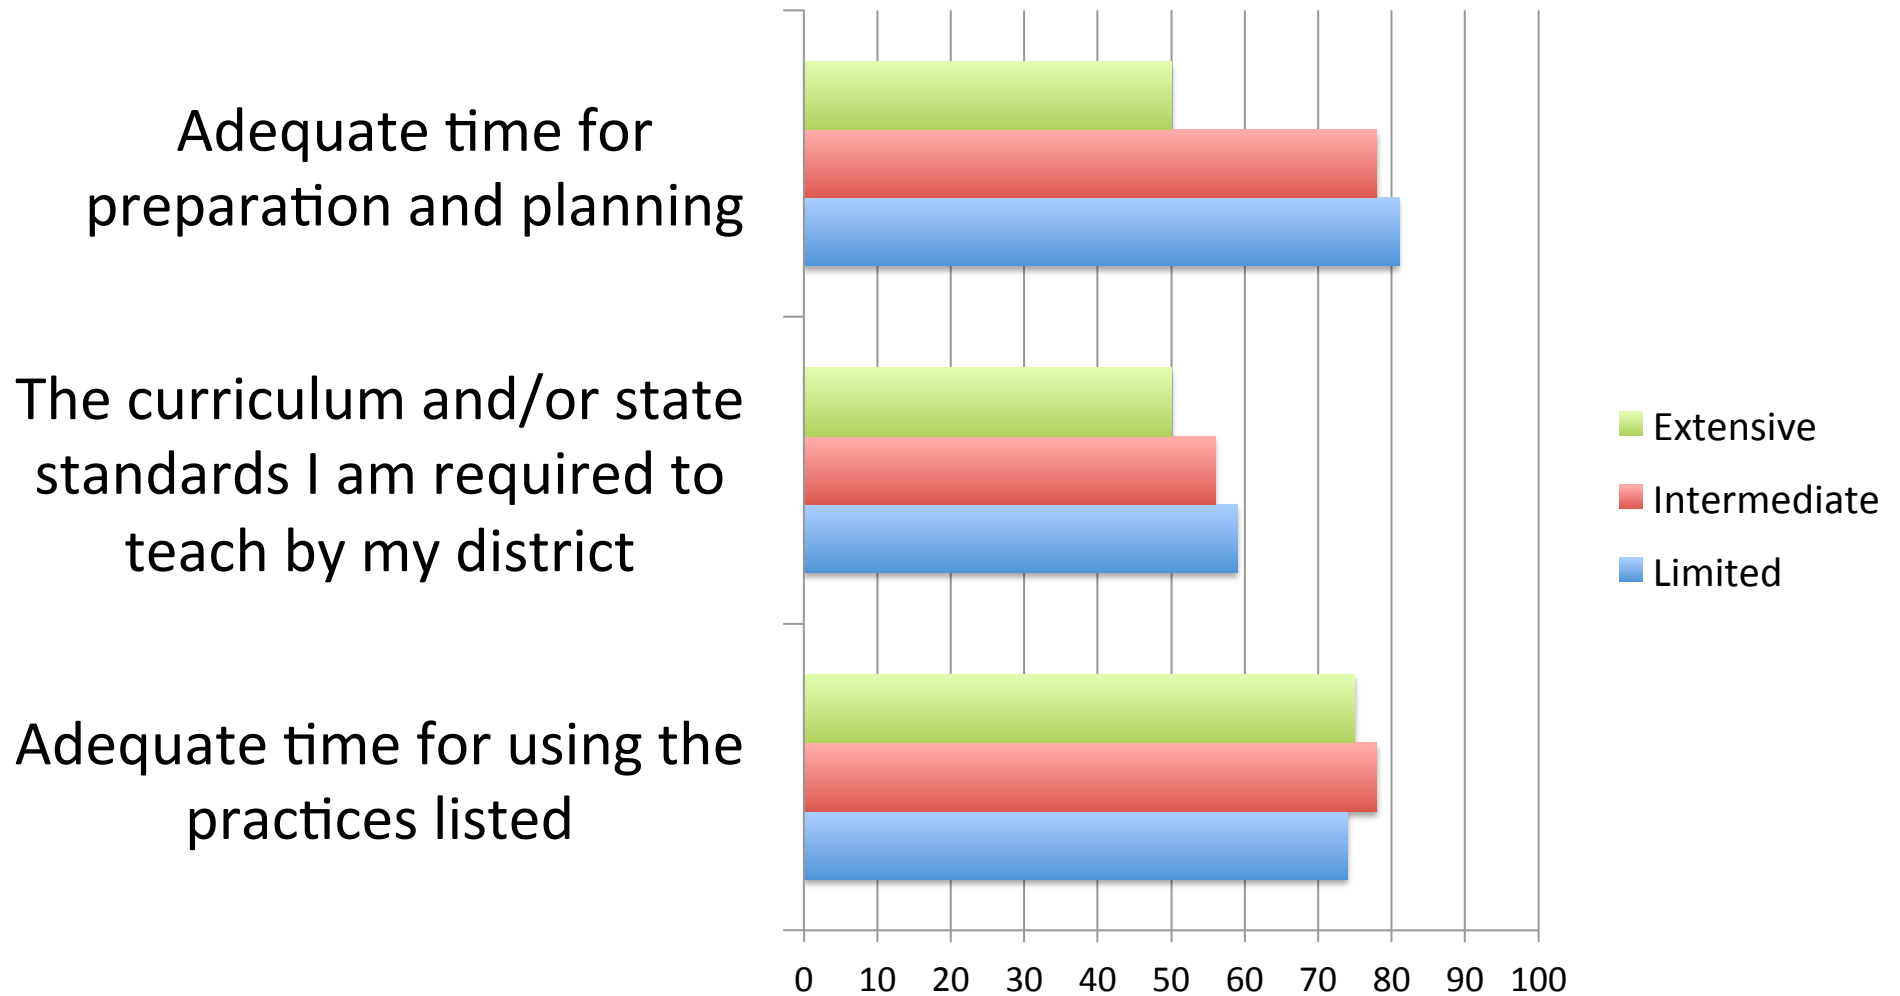 Adequate time for
preparation and planning
The curriculum and/or state
standards I am required to
teach by my district
Adequate time for using the
practices listed
Extensive
Intermediate
Limited
0 10 20 30 40 50 60 70 80 90 100